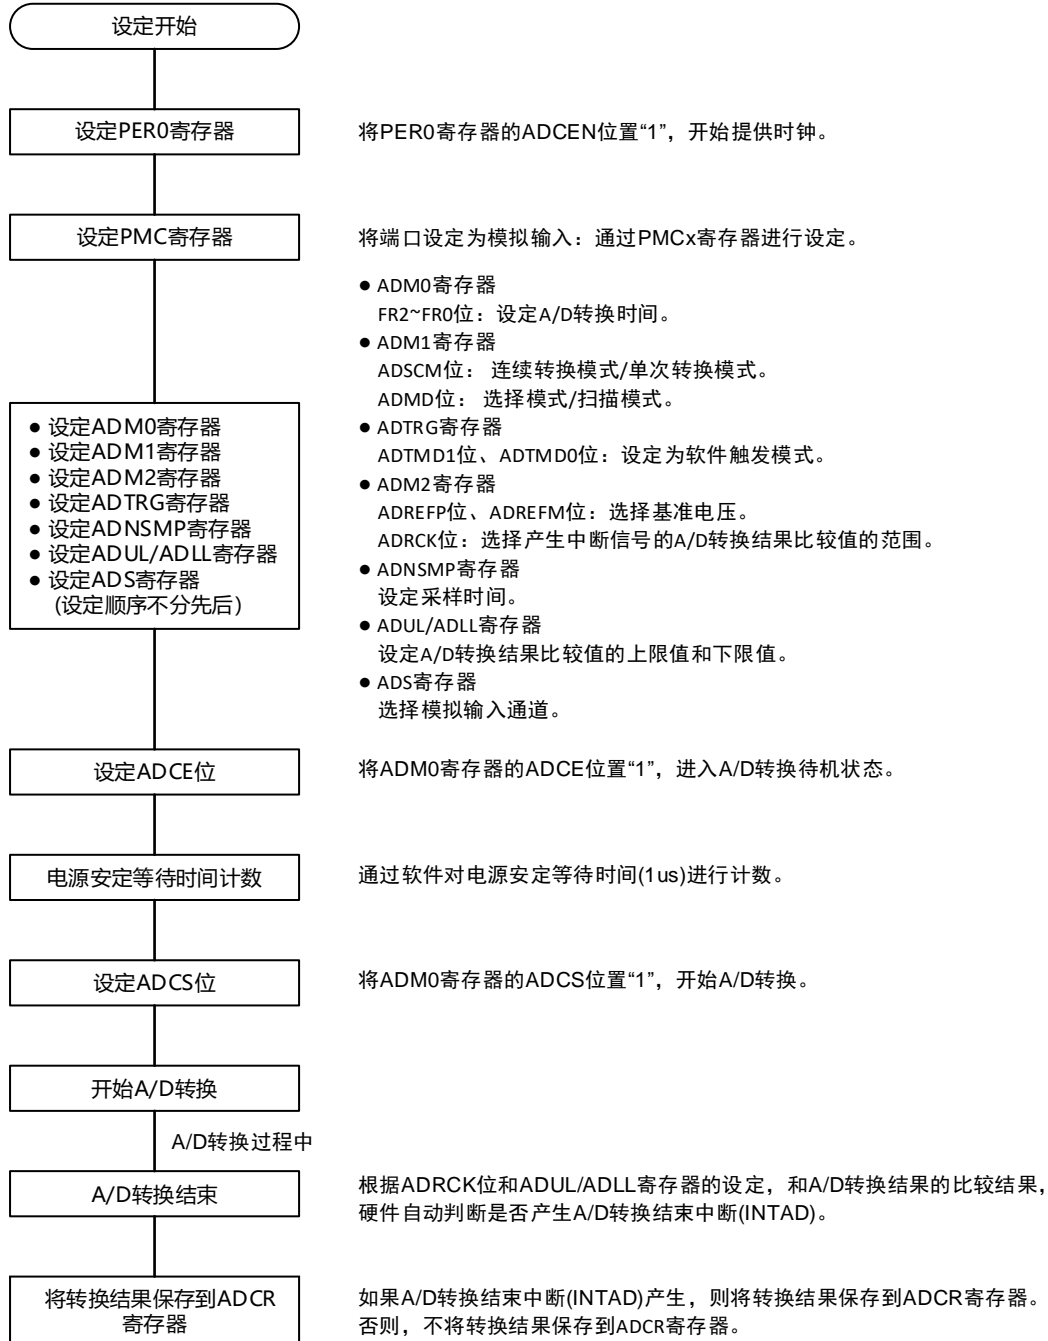 设定开始
设定PER0寄存器
将PER0寄存器的ADCEN位置“1”，开始提供时钟。
设定PMC寄存器
将端口设定为模拟输入：通过PMCx寄存器进行设定。
● ADM0寄存器
FR2~FR0位：设定A/D转换时间。
● ADM1寄存器
ADSCM位： 连续转换模式/单次转换模式。
ADMD位： 选择模式/扫描模式。
● ADTRG寄存器
ADTMD1位、ADTMD0位：设定为软件触发模式。
● ADM2寄存器
ADREFP位、ADREFM位：选择基准电压。
ADRCK位：选择产生中断信号的A/D转换结果比较值的范围。
● ADNSMP寄存器
设定采样时间。
● ADUL/ADLL寄存器
设定A/D转换结果比较值的上限值和下限值。
● ADS寄存器
选择模拟输入通道。
● 设定ADM0寄存器
● 设定ADM1寄存器
● 设定ADM2寄存器
● 设定ADTRG寄存器
● 设定ADNSMP寄存器
● 设定ADUL/ADLL寄存器
● 设定ADS寄存器
(设定顺序不分先后)
设定ADCE位
将ADM0寄存器的ADCE位置“1”，进入A/D转换待机状态。
电源安定等待时间计数
通过软件对电源安定等待时间(1us)进行计数。
设定ADCS位
将ADM0寄存器的ADCS位置“1”，开始A/D转换。
开始A/D转换
A/D转换过程中
A/D转换结束
根据ADRCK位和ADUL/ADLL寄存器的设定，和A/D转换结果的比较结果，
硬件自动判断是否产生A/D转换结束中断(INTAD)。
将转换结果保存到ADCR
寄存器
如果A/D转换结束中断(INTAD)产生，则将转换结果保存到ADCR寄存器。
否则，不将转换结果保存到ADCR寄存器。